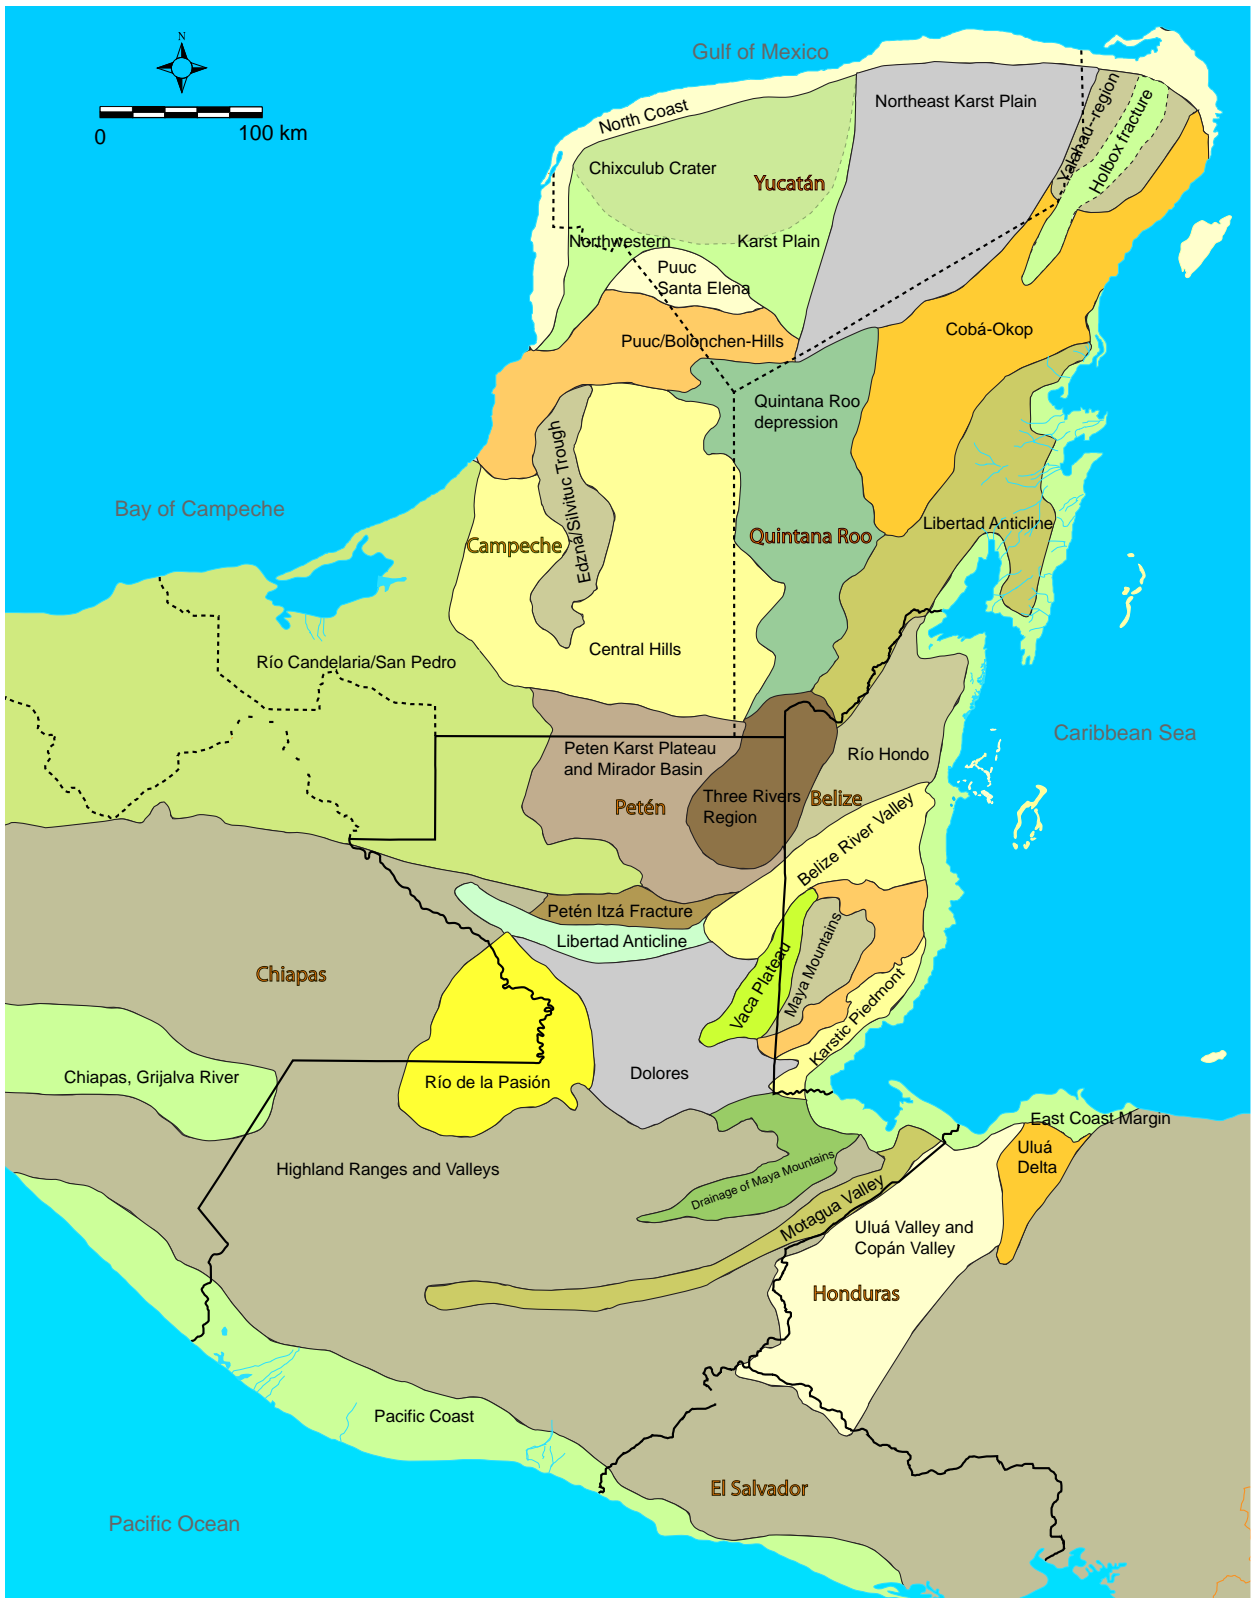 N
Gulf of Mexico
0
100 km
North Coast
Northeast Karst Plain
Yalahau--region
Holbox fracture
Chixculub Crater
Yucatán
Northwestern
Karst Plain
Puuc
Santa Elena
Puuc/Bolonchen-Hills
Cobá-Okop
Quintana Roo
depression
Edzná/Silvituc Trough
Bay of Campeche
Campeche
Quintana Roo
Libertad Anticline
Central Hills
Río Candelaria/San Pedro
Caribbean Sea
Peten Karst Plateau
and Mirador Basin
Río Hondo
Petén
Three Rivers
Region
Belize
Belize River Valley
Petén Itzá Fracture
Libertad Anticline
Vaca Plateau
Maya Mountains
Karstic Piedmont
Chiapas
Chiapas, Grijalva River
Río de la Pasión
Dolores
East Coast Margin
Uluá
Delta
Highland Ranges and Valleys
Drainage of Maya Mountains
Motagua Valley
Uluá Valley and
Copán Valley
Honduras
Pacific Coast
El Salvador
Pacific Ocean